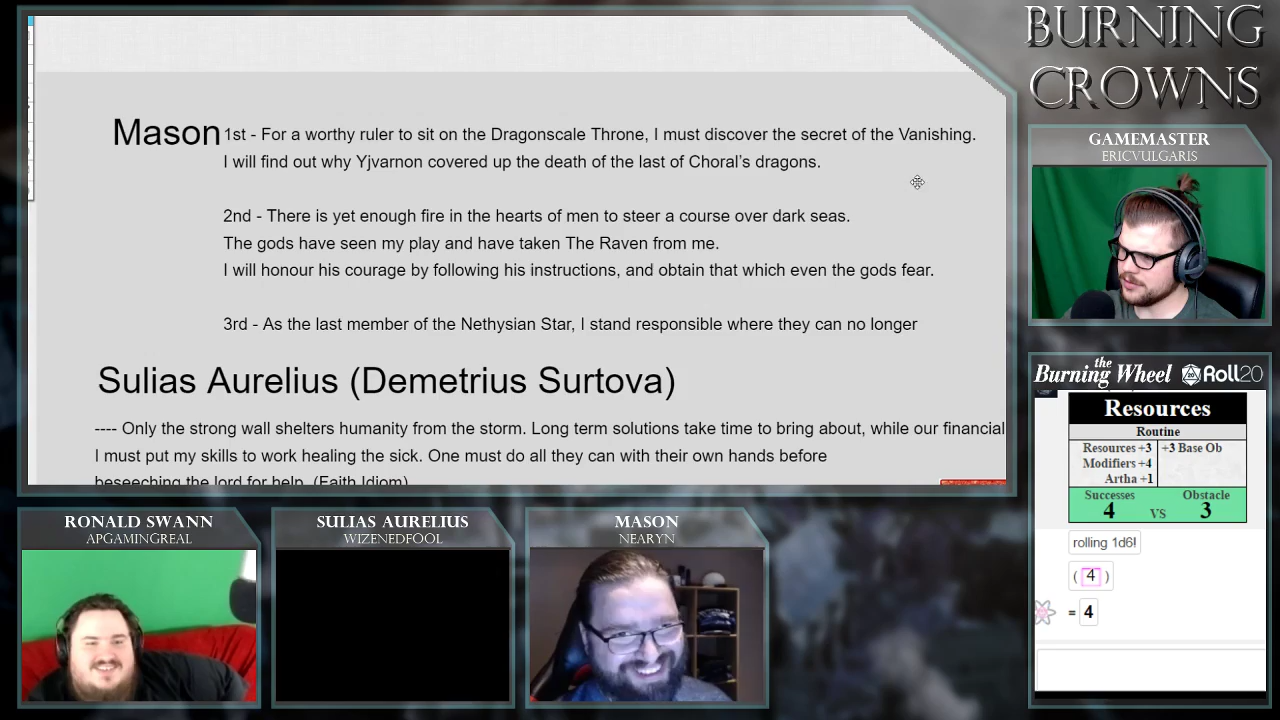 BURNING
CROWNS
Mason
1st - For a worthy ruler to sit on the Dragonscale Throne, I must discover the secret of the Vanishing.
I will find out why Yjvarnon covered up the death of the last of Choral's dragons.
2nd - There is yet enough fire in the hearts of men to steer a course over dark seas.
The gods have seen my play and have taken The Raven from me.
I will honour his courage by following his instructions, and obtain that which even the gods fear.
3rd - As the last member of the Nethysian Star, I stand responsible where they can no longer
Sulias Aurelius (Demetrius Surtova)
---- Only the strong wall shelters humanity from the storm. Long term solutions take time to bring about, while our financial
I must put my skills to work healing the sick. One must do all they can with their own hands before
beseeching the lord for help. (Faith Idiom)
GAMEMASTER
ERICVULGARIS
the
Burning Wheel Roll20
Resources
Routine
Resources +3 +3 Base Ob
Modifiers +4
Artha +1
Successes Obstacle
4 VS 3
rolling 1d6!
( 4 )
= 4
RONALD SWANN
APGAMINGREAL
SULIAS AURELIUS
WIZENEDFOOL
MASON
NEARYN